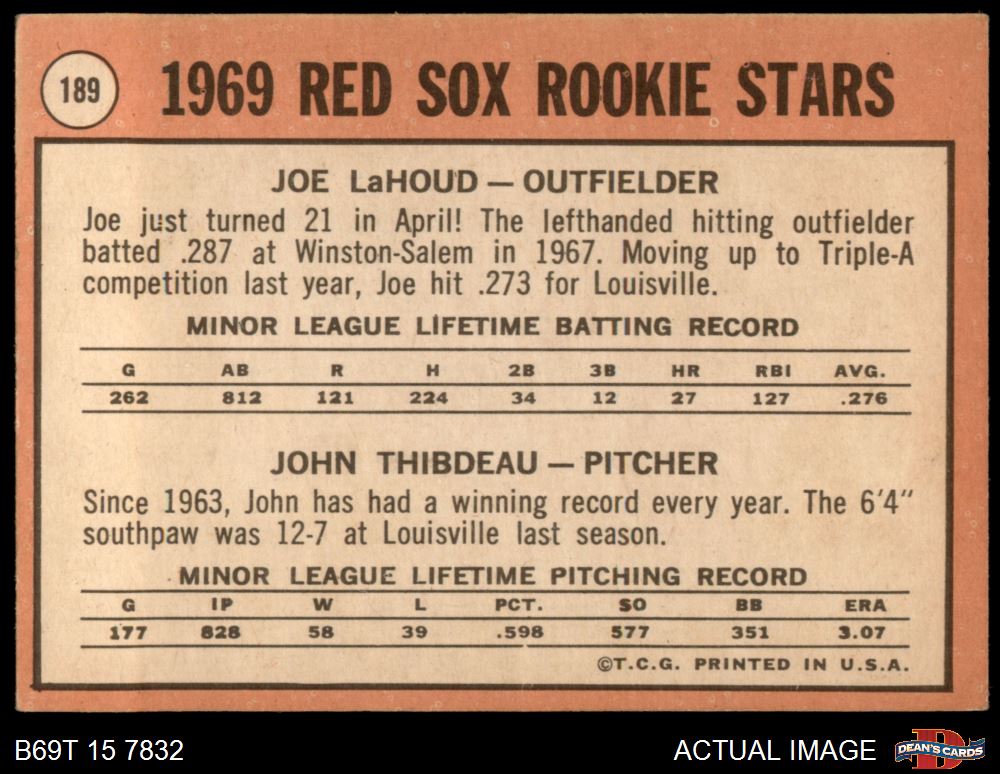 189
1969 RED SOX ROOKIE STARS
JOE LaHOUD — OUTFIELDER
Joe just turned 21 in April! The lefthanded hitting outfielder
batted .287 at Winston-Salem in 1967. Moving up to Triple-A
competition last year, Joe hit .273 for Louisville.
MINOR LEAGUE LIFETIME BATTING RECORD
G AB R H 2B 3B HR RBI AVG.
262 812 121 224 34 12 27 127 .276
JOHN THIBDEAU — PITCHER
Since 1963, John has had a winning record every year. The 6'4"
southpaw was 12-7 at Louisville last season.
MINOR LEAGUE LIFETIME PITCHING RECORD
G IP W L PCT. SO BB ERA
177 828 58 39 .598 577 351 3.07
©T.C.G. PRINTED IN U.S.A.
B69T 15 7832
ACTUAL IMAGE
D
DEAN'S CARDS